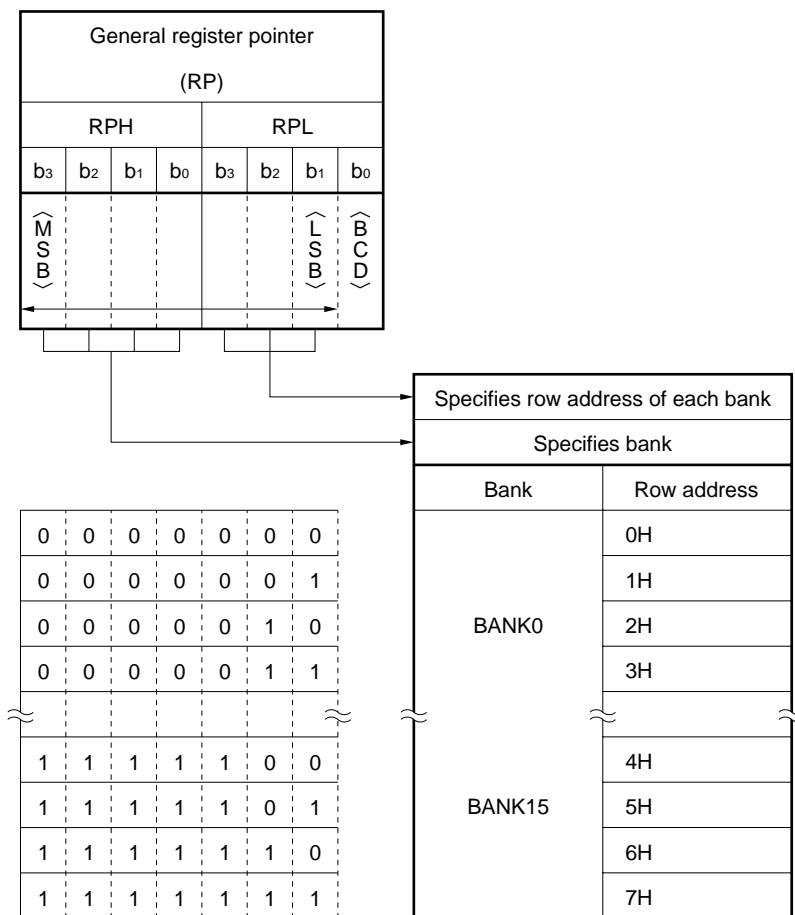 General register pointer
(RP)
RPH RPL
b3 b2 b1 b0 b3 b2 b1 b0
〈MSB〉 〈LSB〉 〈BCD〉
Specifies row address of each bank
Specifies bank
Bank Row address
0 0 0 0 0 0 0 0H
0 0 0 0 0 0 1 1H
0 0 0 0 0 1 0 BANK0 2H
0 0 0 0 0 1 1 3H
1 1 1 1 1 0 0 4H
1 1 1 1 1 0 1 BANK15 5H
1 1 1 1 1 1 0 6H
1 1 1 1 1 1 1 7H